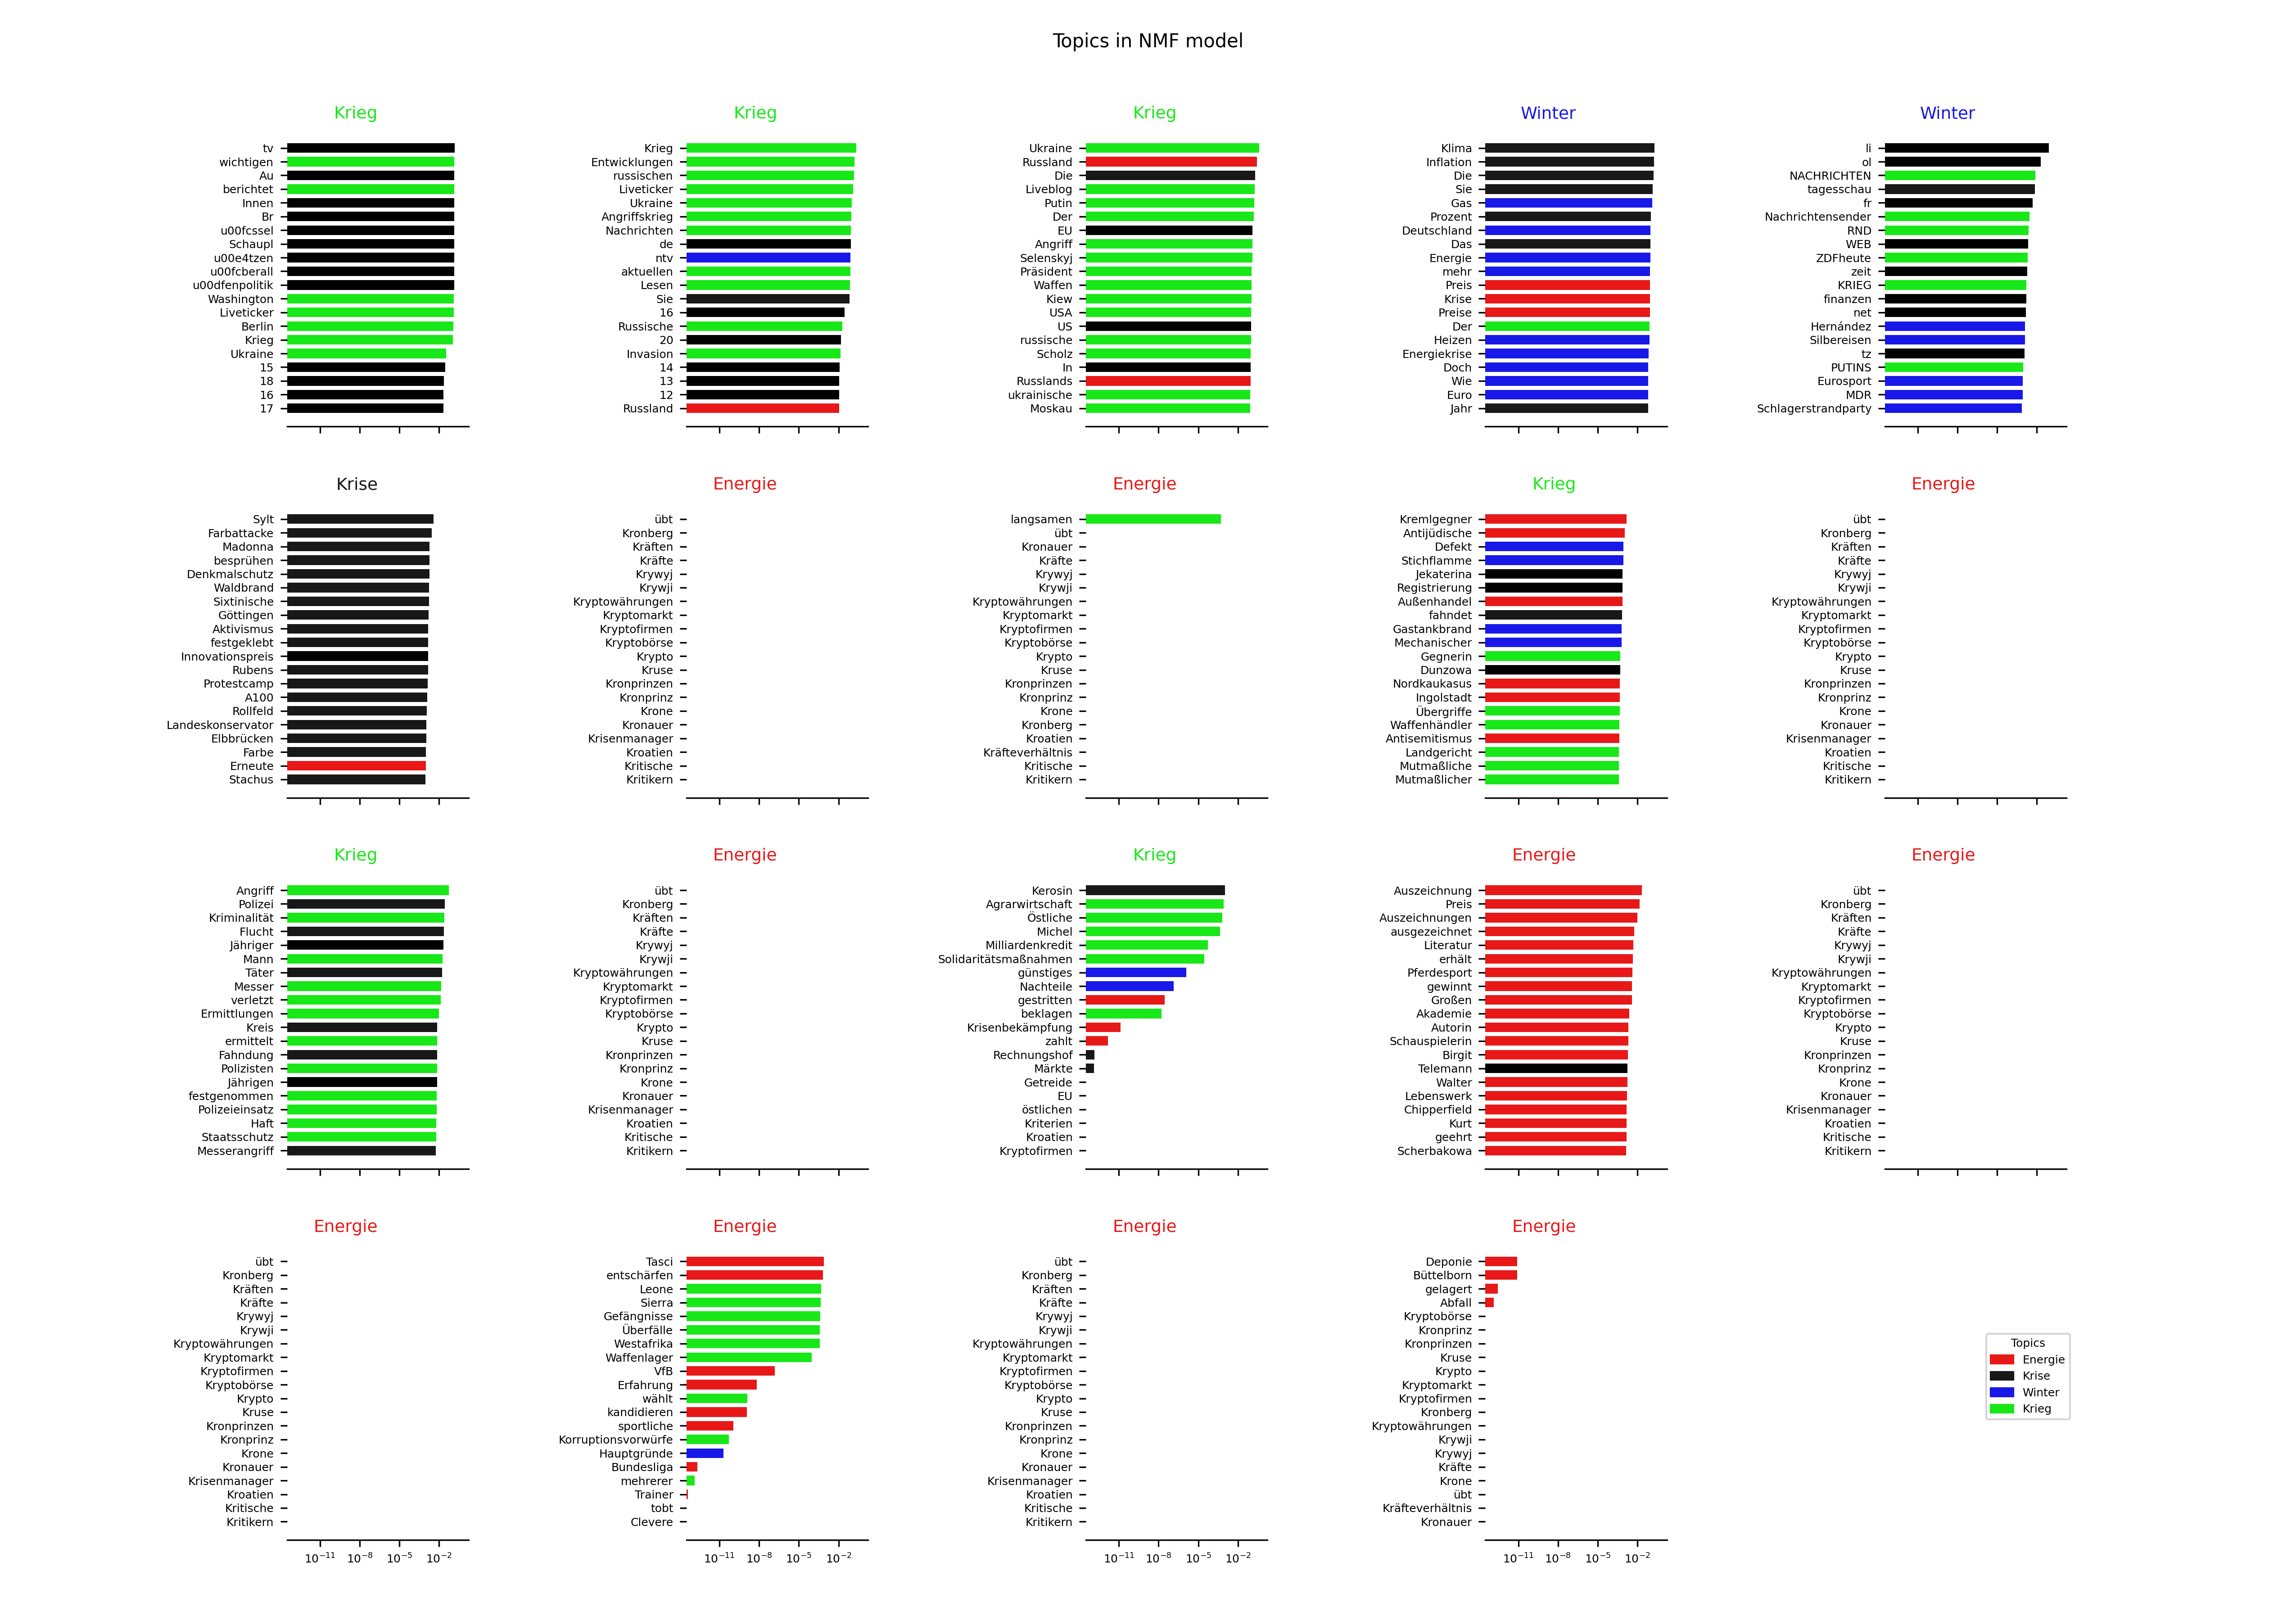 Topics in NMF model
Krieg
tv
wichtigen
Au
berichtet
Innen
Br
u00fcssel
Schaupl
u00e4tzen
u00fcberall
u00dfenpolitik
Washington
Liveticker
Berlin
Krieg
Ukraine
15
18
16
17
Krieg
Krieg
Entwicklungen
russischen
Liveticker
Ukraine
Angriffskrieg
Nachrichten
de
ntv
aktuellen
Lesen
Sie
16
Russische
20
Invasion
14
13
12
Russland
Krieg
Ukraine
Russland
Die
Liveblog
Putin
Der
EU
Angriff
Selenskyj
Präsident
Waffen
Kiew
USA
US
russische
Scholz
In
Russlands
ukrainische
Moskau
Winter
Klima
Inflation
Die
Sie
Gas
Prozent
Deutschland
Das
Energie
mehr
Preis
Krise
Preise
Der
Heizen
Energiekrise
Doch
Wie
Euro
Jahr
Winter
li
ol
NACHRICHTEN
tagesschau
fr
Nachrichtensender
RND
WEB
ZDFheute
zeit
KRIEG
finanzen
net
Hernández
Silbereisen
tz
PUTINS
Eurosport
MDR
Schlagerstrandparty
Krise
Sylt
Farbattacke
Madonna
besprühen
Denkmalschutz
Waldbrand
Sixtinische
Göttingen
Aktivismus
festgeklebt
Innovationspreis
Rubens
Protestcamp
A100
Rollfeld
Landeskonservator
Elbbrücken
Farbe
Erneute
Stachus
Energie
übt
Kronberg
Kräften
Kräfte
Krywyj
Krywji
Kryptowährungen
Kryptomarkt
Kryptofirmen
Kryptobörse
Krypto
Kruse
Kronprinzen
Kronprinz
Krone
Kronauer
Krisenmanager
Kroatien
Kritische
Kritikern
Energie
langsamen
übt
Kronauer
Kräfte
Krywyj
Krywji
Kryptowährungen
Kryptomarkt
Kryptofirmen
Kryptobörse
Krypto
Kruse
Kronprinzen
Kronprinz
Krone
Kronberg
Kroatien
Kräfteverhältnis
Kritische
Kritikern
Krieg
Kremlgegner
Antijüdische
Defekt
Stichflamme
Jekaterina
Registrierung
Außenhandel
fahndet
Gastankbrand
Mechanischer
Gegnerin
Dunzowa
Nordkaukasus
Ingolstadt
Übergriffe
Waffenhändler
Antisemitismus
Landgericht
Mutmaßliche
Mutmaßlicher
Energie
übt
Kronberg
Kräften
Kräfte
Krywyj
Krywji
Kryptowährungen
Kryptomarkt
Kryptofirmen
Kryptobörse
Krypto
Kruse
Kronprinzen
Kronprinz
Krone
Kronauer
Krisenmanager
Kroatien
Kritische
Kritikern
Krieg
Angriff
Polizei
Kriminalität
Flucht
Jähriger
Mann
Täter
Messer
verletzt
Ermittlungen
Kreis
ermittelt
Fahndung
Polizisten
Jährigen
festgenommen
Polizeieinsatz
Haft
Staatsschutz
Messerangriff
Energie
übt
Kronberg
Kräften
Kräfte
Krywyj
Krywji
Kryptowährungen
Kryptomarkt
Kryptofirmen
Kryptobörse
Krypto
Kruse
Kronprinzen
Kronprinz
Krone
Kronauer
Krisenmanager
Kroatien
Kritische
Kritikern
Krieg
Kerosin
Agrarwirtschaft
Östliche
Michel
Milliardenkredit
Solidaritätsmaßnahmen
günstiges
Nachteile
gestritten
beklagen
Krisenbekämpfung
zahlt
Rechnungshof
Märkte
Getreide
EU
östlichen
Kriterien
Kroatien
Kryptofirmen
Energie
Auszeichnung
Preis
Auszeichnungen
ausgezeichnet
Literatur
erhält
Pferdesport
gewinnt
Großen
Akademie
Autorin
Schauspielerin
Birgit
Telemann
Walter
Lebenswerk
Chipperfield
Kurt
geehrt
Scherbakowa
Energie
übt
Kronberg
Kräften
Kräfte
Krywyj
Krywji
Kryptowährungen
Kryptomarkt
Kryptofirmen
Kryptobörse
Krypto
Kruse
Kronprinzen
Kronprinz
Krone
Kronauer
Krisenmanager
Kroatien
Kritische
Kritikern
Energie
übt
Kronberg
Kräften
Kräfte
Krywyj
Krywji
Kryptowährungen
Kryptomarkt
Kryptofirmen
Kryptobörse
Krypto
Kruse
Kronprinzen
Kronprinz
Krone
Kronauer
Krisenmanager
Kroatien
Kritische
Kritikern
10⁻¹¹ 10⁻⁸ 10⁻⁵ 10⁻²
Energie
Tasci
entschärfen
Leone
Sierra
Gefängnisse
Überfälle
Westafrika
Waffenlager
VfB
Erfahrung
wählt
kandidieren
sportliche
Korruptionsvorwürfe
Hauptgründe
Bundesliga
mehrerer
Trainer
tobt
Clevere
10⁻¹¹ 10⁻⁸ 10⁻⁵ 10⁻²
Energie
übt
Kronberg
Kräften
Kräfte
Krywyj
Krywji
Kryptowährungen
Kryptomarkt
Kryptofirmen
Kryptobörse
Krypto
Kruse
Kronprinzen
Kronprinz
Krone
Kronauer
Krisenmanager
Kroatien
Kritische
Kritikern
10⁻¹¹ 10⁻⁸ 10⁻⁵ 10⁻²
Energie
Deponie
Büttelborn
gelagert
Abfall
Kryptobörse
Kronprinz
Kronprinzen
Kruse
Krypto
Kryptomarkt
Kryptofirmen
Kronberg
Kryptowährungen
Krywji
Krywyj
Kräfte
Krone
übt
Kräfteverhältnis
Kronauer
10⁻¹¹ 10⁻⁸ 10⁻⁵ 10⁻²
Topics
Energie
Krise
Winter
Krieg